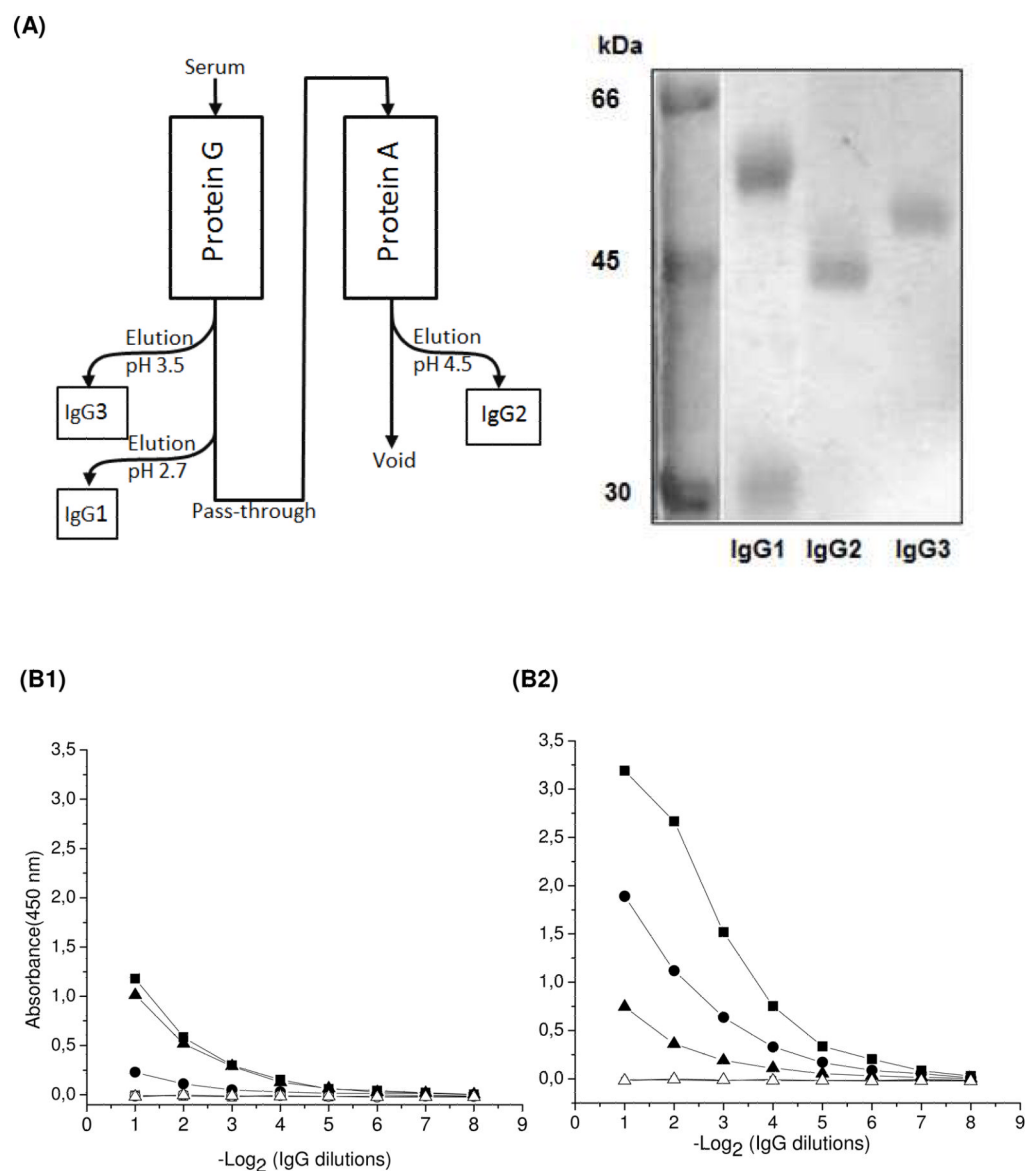 (A)
Serum
Protein G
Protein A
Elution
pH 3.5
IgG3
Elution
pH 2.7
IgG1
Pass-through
Elution
pH 4.5
IgG2
Void
kDa
66
45
30
IgG1 IgG2 IgG3
(B1)
3,5
3,0
2,5
2,0
1,5
1,0
0,5
0,0
Absorbance(450 nm)
0 1 2 3 4 5 6 7 8 9
-Log2 (IgG dilutions)
(B2)
3,5
3,0
2,5
2,0
1,5
1,0
0,5
0,0
0 1 2 3 4 5 6 7 8 9
-Log2 (IgG dilutions)